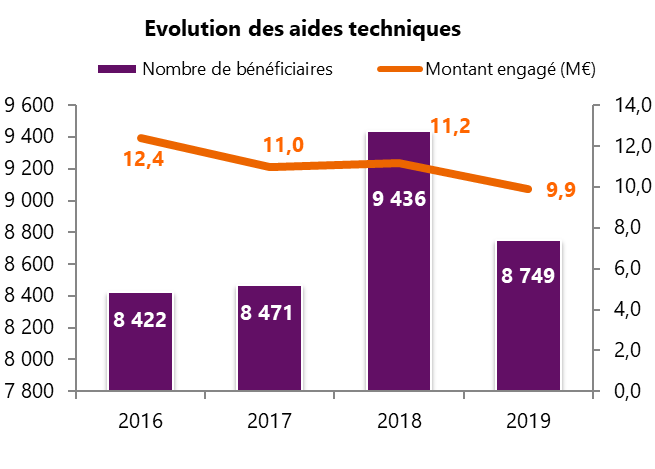 Evolution des aides techniques
Nombre de bénéficiaires Montant engagé (M€)
9 600 14,0
9 400 12,0
9 200 10,0
9 000 8,0
8 800 6,0
8 600 4,0
8 400 2,0
8 200 0,0
8 000
7 800
12,4 11,0 11,2 9,9
8 422 8 471 9 436 8 749
2016 2017 2018 2019